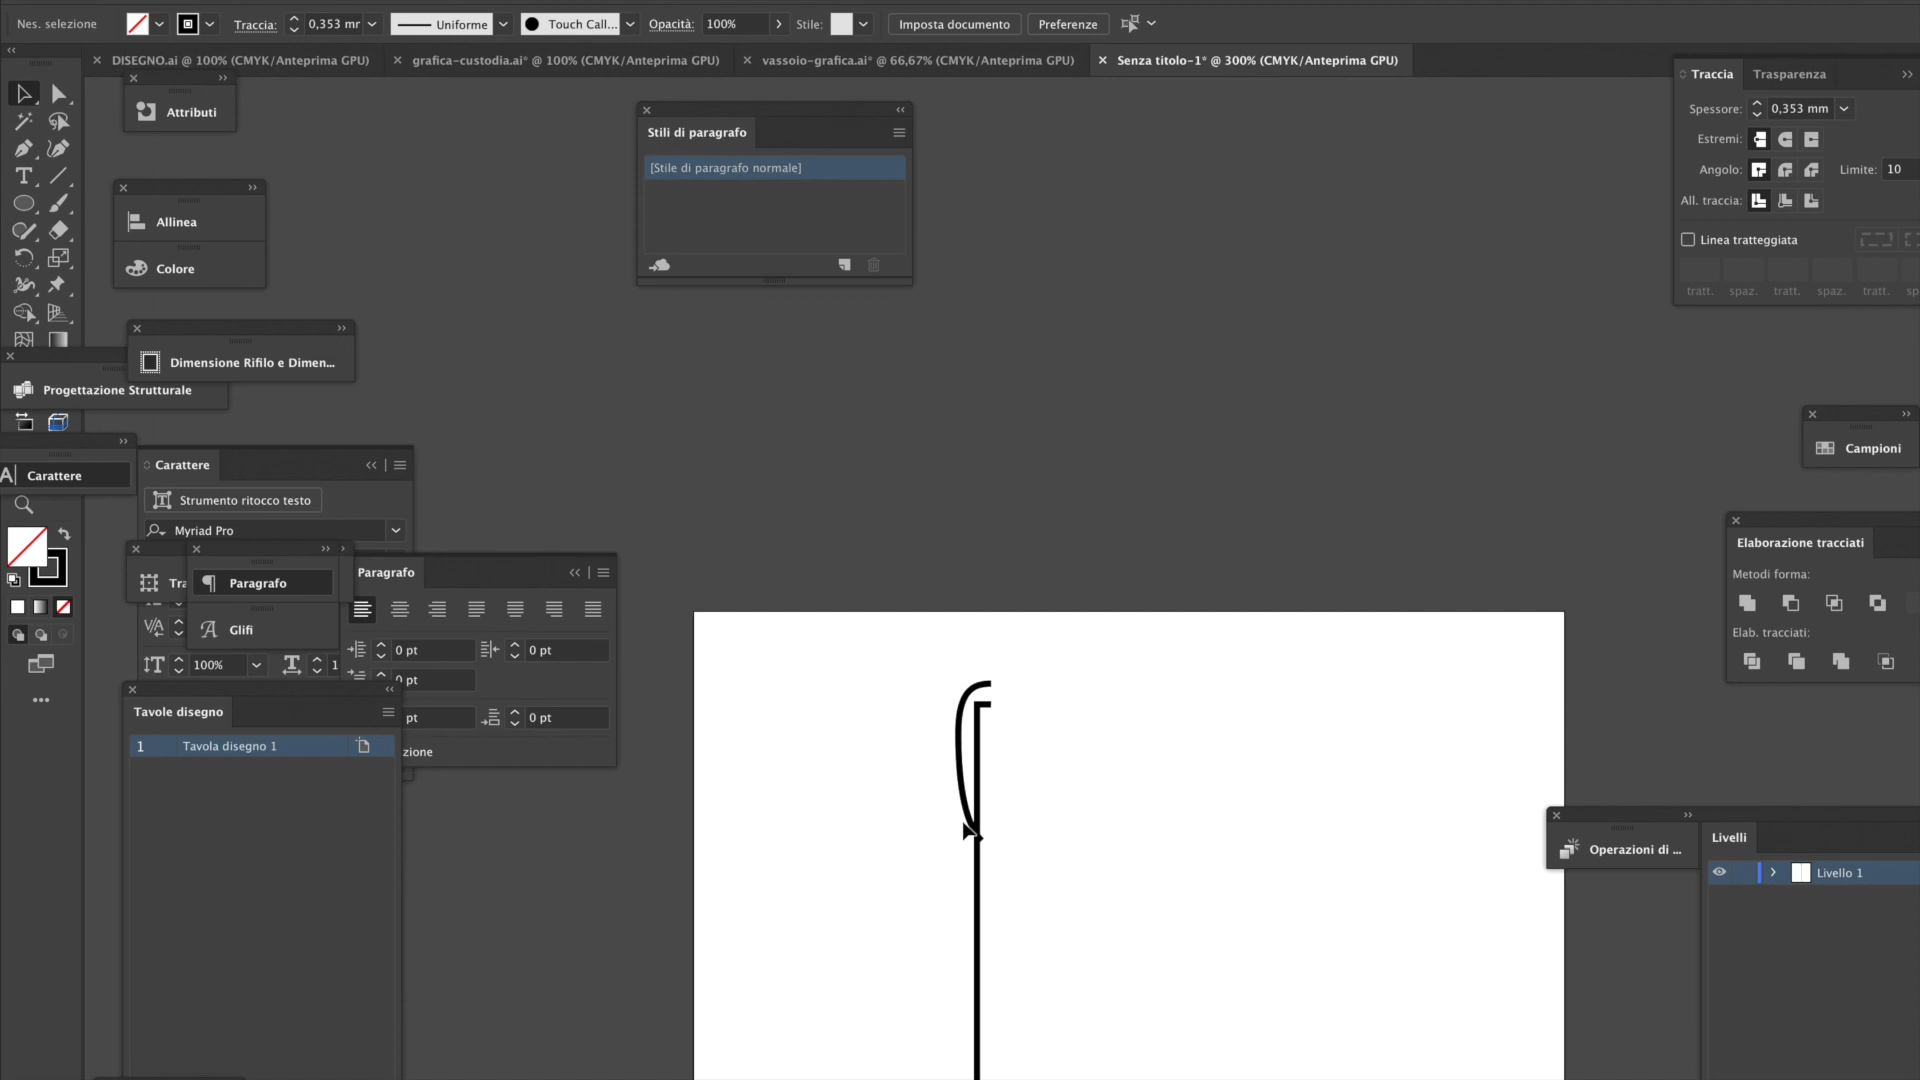 Nes. selezione
Traccia:
0,353 mr
Uniforme
Touch Call...
Opacità:
100%
Stile:
Imposta documento
Preferenze
DISEGNO.ai @ 100% (CMYK/Anteprima GPU)
grafica-custodia.ai* @ 100% (CMYK/Anteprima GPU)
vassoio-grafica.ai* @ 66,67% (CMYK/Anteprima GPU)
Senza titolo-1* @ 300% (CMYK/Anteprima GPU)
Attributi
Allinea
Colore
Dimensione Rifilo e Dimen...
Progettazione Strutturale
Carattere
Carattere
Strumento ritocco testo
Myriad Pro
Tra
Paragrafo
Glifi
100%
1
Paragrafo
0 pt
0 pt
0 pt
pt
0 pt
zione
Tavole disegno
1
Tavola disegno 1
Stili di paragrafo
[Stile di paragrafo normale]
Traccia
Trasparenza
Spessore:
0,353 mm
Estremi:
Angolo:
Limite:
10
All. traccia:
Linea tratteggiata
tratt.
spaz.
tratt.
spaz.
tratt.
sp
Campioni
Elaborazione tracciati
Metodi forma:
Elab. tracciati:
Operazioni di ...
Livelli
Livello 1